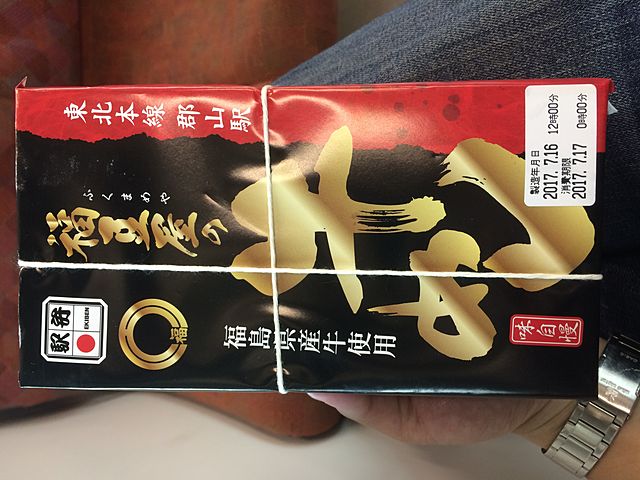 東北本線 郡山駅
ふくまめや
福豆屋の
牛めし
福島県産牛使用
味自慢
駅弁
EKIBEN
福
製造年月日
2017. 7.16 12時00分
消費期限
2017. 7.17 0時00分